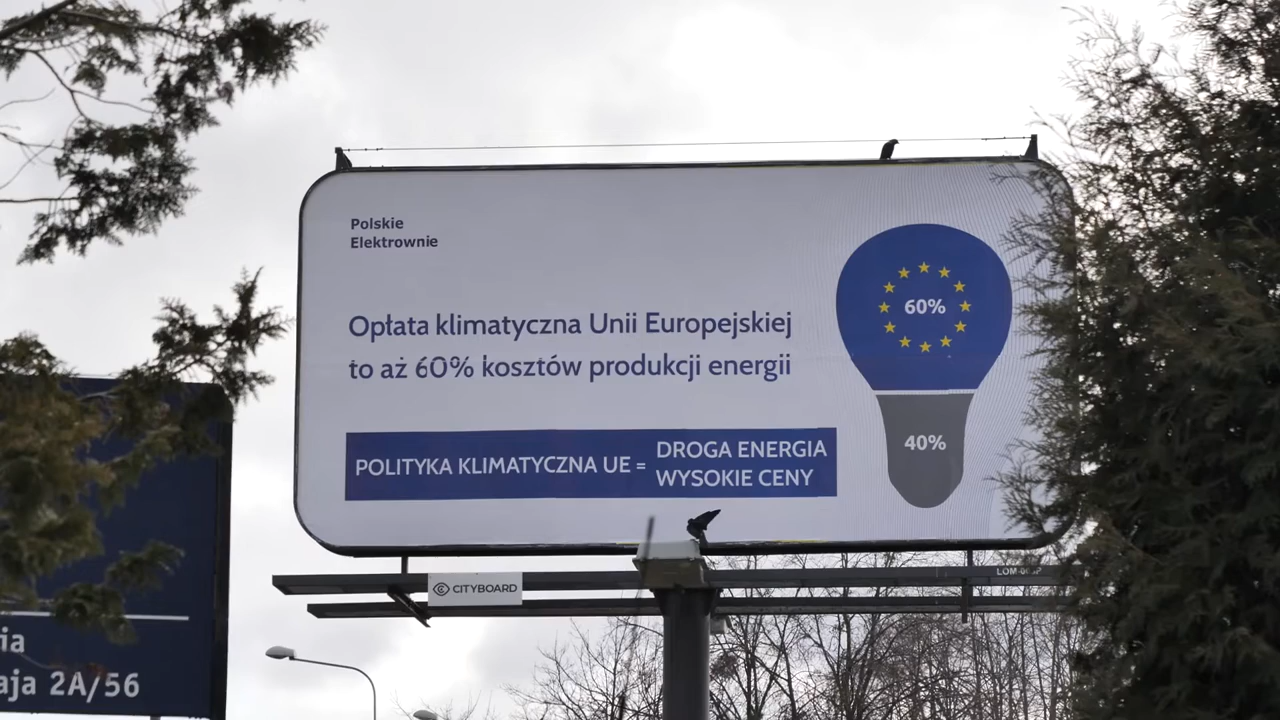 Polskie
Elektrownie
Opłata klimatyczna Unii Europejskiej
to aż 60% kosztów produkcji energii
60%
40%
POLITYKA KLIMATYCZNA UE =
DROGA ENERGIA
WYSOKIE CENY
CITYBOARD
ia
aja 2A/56